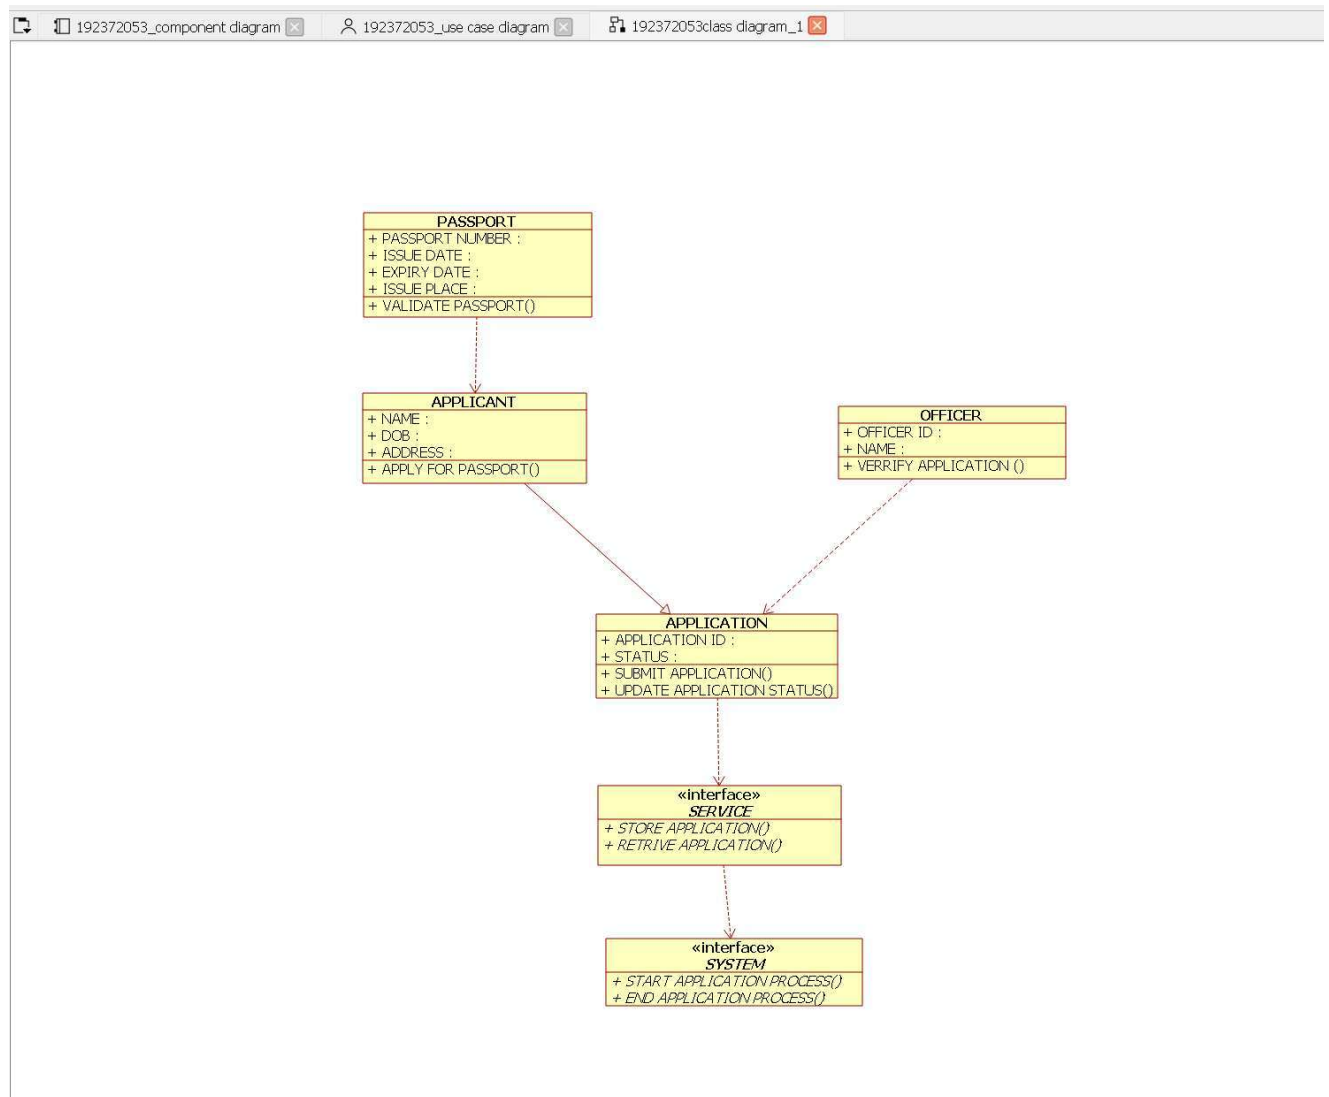 192372053_component diagram
192372053_use case diagram
192372053class diagram_1
PASSPORT
+ PASSPORT NUMBER :
+ ISSUE DATE :
+ EXPIRY DATE :
+ ISSUE PLACE :
+ VALIDATE PASSPORT()
APPLICANT
+ NAME :
+ DOB :
+ ADDRESS :
+ APPLY FOR PASSPORT()
OFFICER
+ OFFICER ID :
+ NAME :
+ VERRIFY APPLICATION ()
APPLICATION
+ APPLICATION ID :
+ STATUS :
+ SUBMIT APPLICATION()
+ UPDATE APPLICATION STATUS()
«interface»
SERVICE
+ STORE APPLICATION()
+ RETRIVE APPLICATION()
«interface»
SYSTEM
+ START APPLICATION PROCESS()
+ END APPLICATION PROCESS()